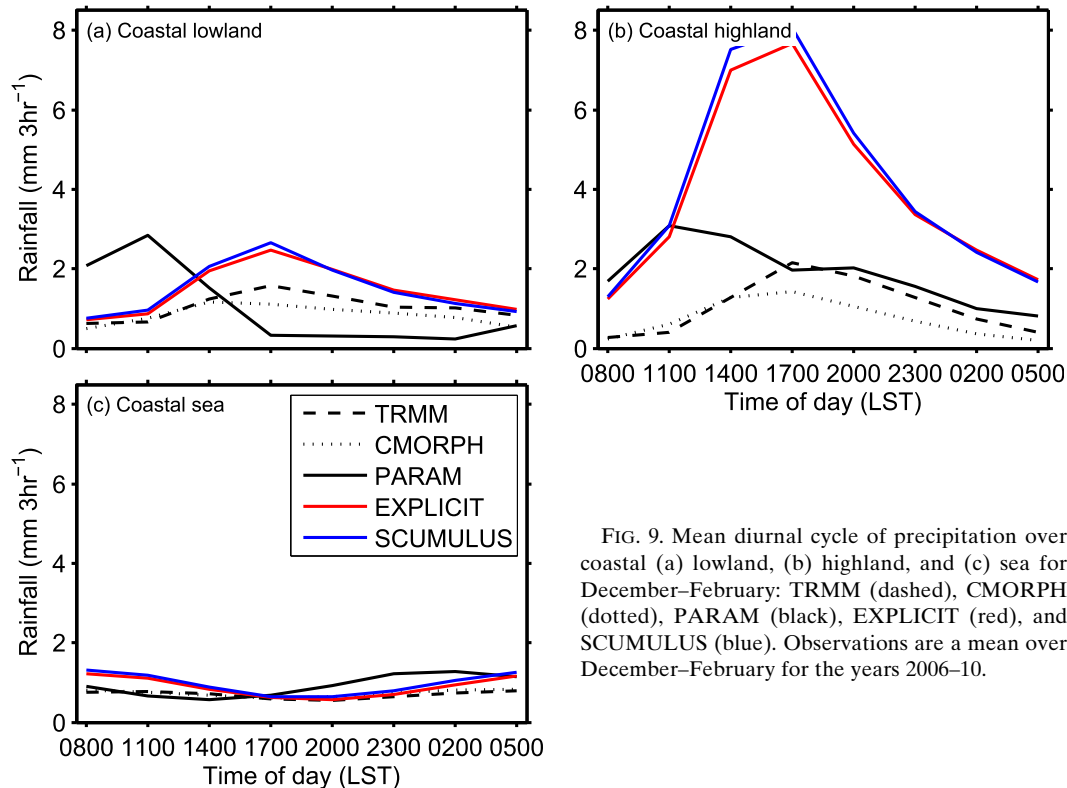 (a) Coastal lowland
Rainfall (mm 3hr−1)
8
6
4
2
0
(b) Coastal highland
8
6
4
2
0
0800 1100 1400 1700 2000 2300 0200 0500
Time of day (LST)
(c) Coastal sea
Rainfall (mm 3hr−1)
8
6
4
2
0
TRMM
CMORPH
PARAM
EXPLICIT
SCUMULUS
0800 1100 1400 1700 2000 2300 0200 0500
Time of day (LST)
FIG. 9. Mean diurnal cycle of precipitation over
coastal (a) lowland, (b) highland, and (c) sea for
December–February: TRMM (dashed), CMORPH
(dotted), PARAM (black), EXPLICIT (red), and
SCUMULUS (blue). Observations are a mean over
December–February for the years 2006–10.